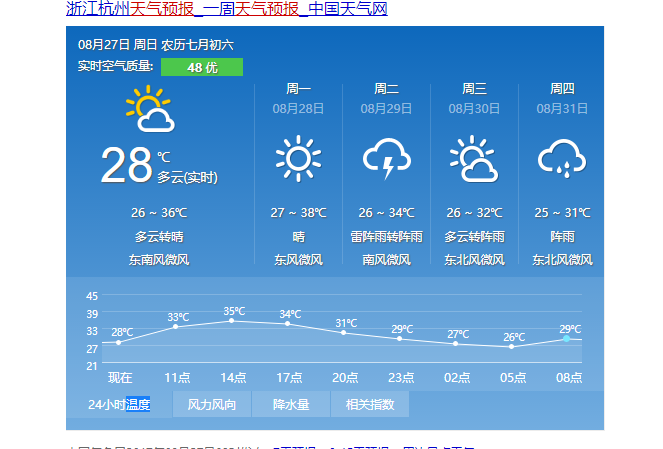 浙江杭州天气预报_一周天气预报_中国天气网
08月27日 周日 农历七月初六
实时空气质量: 48 优
周一 周二 周三 周四
08月28日 08月29日 08月30日 08月31日
28 ℃
多云(实时)
26 ~ 36℃ 27 ~ 38℃ 26 ~ 34℃ 26 ~ 32℃ 25 ~ 31℃
多云转晴 晴 雷阵雨转阵雨 多云转阵雨 阵雨
东南风微风 东风微风 南风微风 东北风微风 东北风微风
45
39
33
27
21
28℃ 33℃ 35℃ 34℃ 31℃ 29℃ 27℃ 26℃ 29℃
现在 11点 14点 17点 20点 23点 02点 05点 08点
24小时温度 风力风向 降水量 相关指数